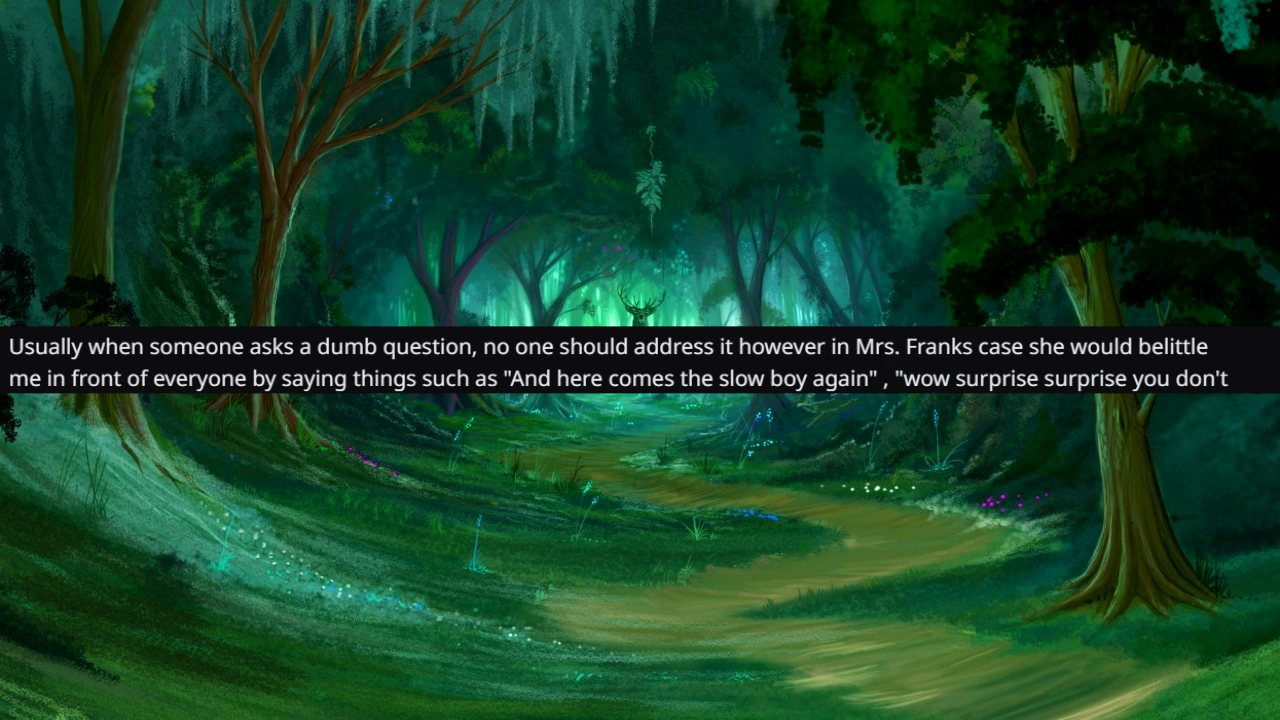 Usually when someone asks a dumb question, no one should address it however in Mrs. Franks case she would belittle
me in front of everyone by saying things such as "And here comes the slow boy again" , "wow surprise surprise you don't